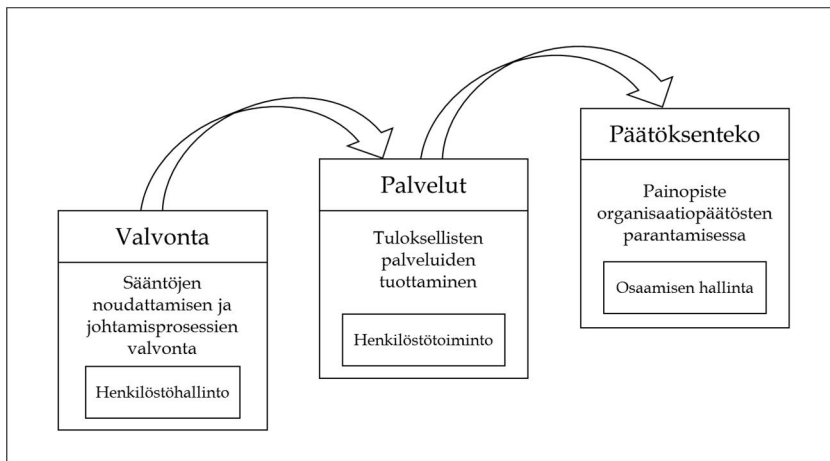 Valvonta
Sääntöjen
noudattamisen ja
johtamisprosessien
valvonta
Henkilöstöhallinto
Palvelut
Tuloksellisten
palveluiden
tuottaminen
Henkilöstötoiminto
Päätöksenteko
Painopiste
organisaatiopäätösten
parantamisessa
Osaamisen hallinta